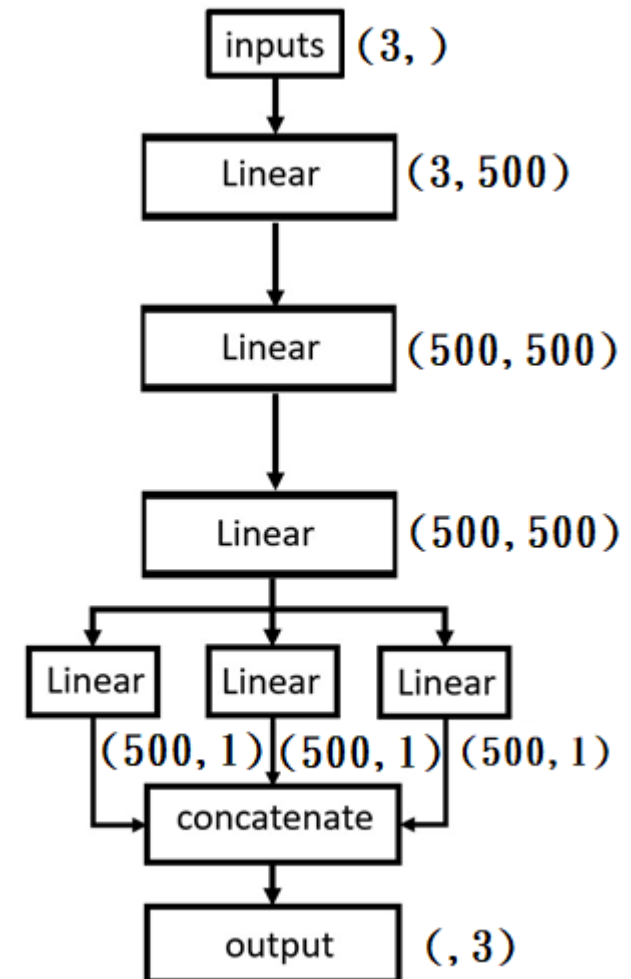 inputs (3, )
Linear (3, 500)
Linear (500, 500)
Linear (500, 500)
Linear Linear Linear
(500, 1) (500, 1) (500, 1)
concatenate
output (, 3)